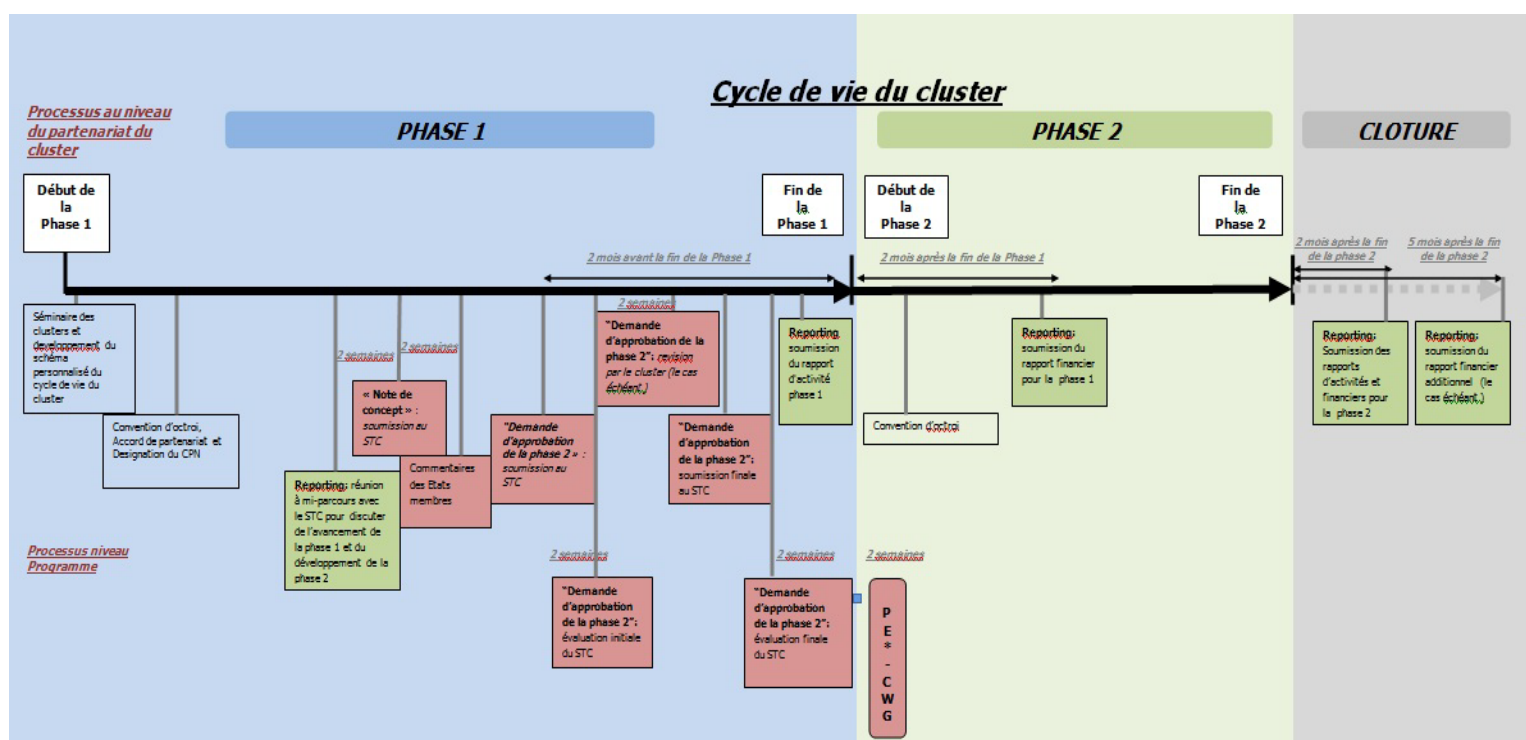 Cycle de vie du cluster
Processus au niveau
du partenariat du
cluster
PHASE 1
PHASE 2
CLOTURE
Début de
la
Phase 1
Fin de
la
Phase 1
Début de
la
Phase 2
Fin de
la
Phase 2
2 mois avant la fin de la Phase 1
2 mois après la fin de la Phase 1
2 mois après la fin
de la phase 2
5 mois après la fin
de la phase 2
Séminaire des
clusters et
developpement du
schéma
personnalisé du
cycle de vie du
cluster
Convention d'octroi,
Accord de partenariat et
Designation du CPN
Reporting: réunion
à mi-parcours avec
le STC pour discuter
de l'avancement de
la phase 1 et du
développement de la
phase 2
2 semaines
« Note de
concept » :
soumission au
STC
2 semaines
Commentaires
des Etats
membres
"Demande
d'approbation
de la phase 2 » :
soumission au
STC
2 semaines
"Demande
d'approbation de la
phase 2": revision
par le cluster (le cas
échéant.)
"Demande
d'approbation
de la phase 2":
soumission finale
au STC
Reporting
soumission
du rapport
d'activité
phase 1
Convention d'octroi
Reporting:
soumission du
rapport financier
pour la phase 1
Reporting:
Soumission des
rapports
d'activités et
financiers pour
la phase 2
Reporting:
soumission du
rapport financier
additionnel (le
cas échéant.)
Processus niveau
Programme
2 semaines
"Demande
d'approbation
de la phase 2":
évaluation initiale
du STC
2 semaines
"Demande
d'approbation
de la phase 2":
évaluation finale
du STC
2 semaines
P
E
*
-
C
W
G